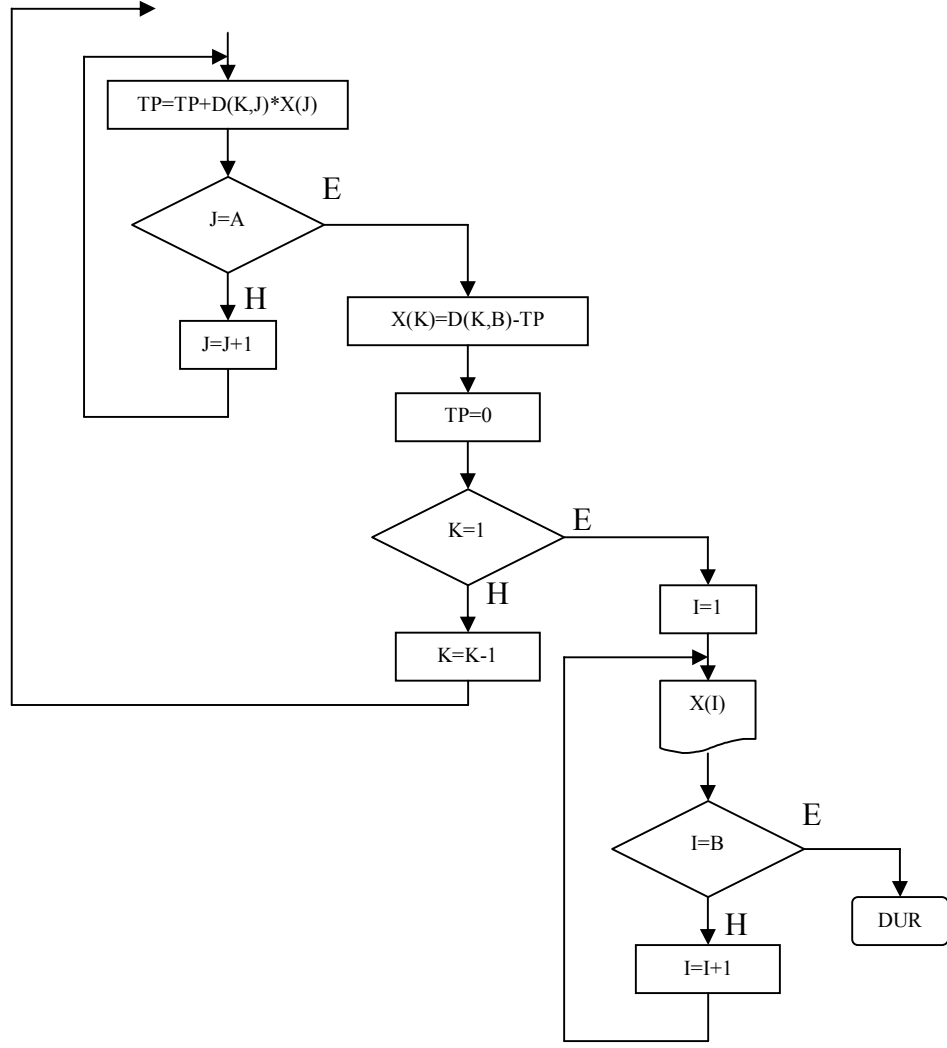 TP=TP+D(K,J)*X(J)
E
J=A
H
X(K)=D(K,B)-TP
J=J+1
TP=0
E
K=1
H
I=1
K=K-1
X(I)
E
I=B
H
DUR
I=I+1